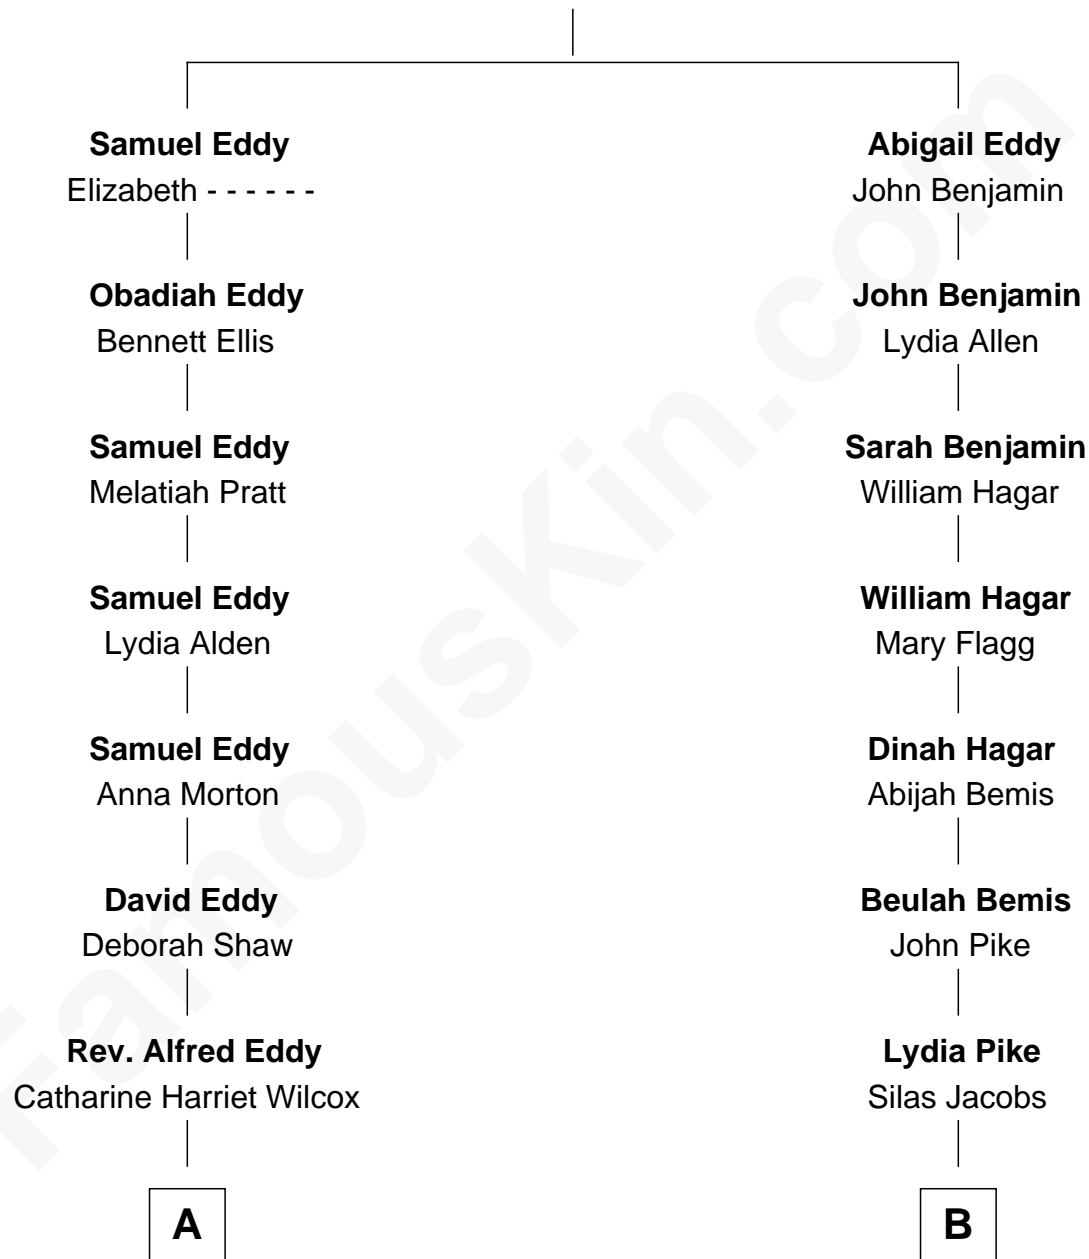 Samuel Eddy
Elizabeth - - - - - -
Obadiah Eddy
Bennett Ellis
Samuel Eddy
Melatiah Pratt
Samuel Eddy
Lydia Alden
Samuel Eddy
Anna Morton
David Eddy
Deborah Shaw
Rev. Alfred Eddy
Catharine Harriet Wilcox
A
Abigail Eddy
John Benjamin
John Benjamin
Lydia Allen
Sarah Benjamin
William Hagar
William Hagar
Mary Flagg
Dinah Hagar
Abijah Bemis
Beulah Bemis
John Pike
Lydia Pike
Silas Jacobs
B
FamousKin.com